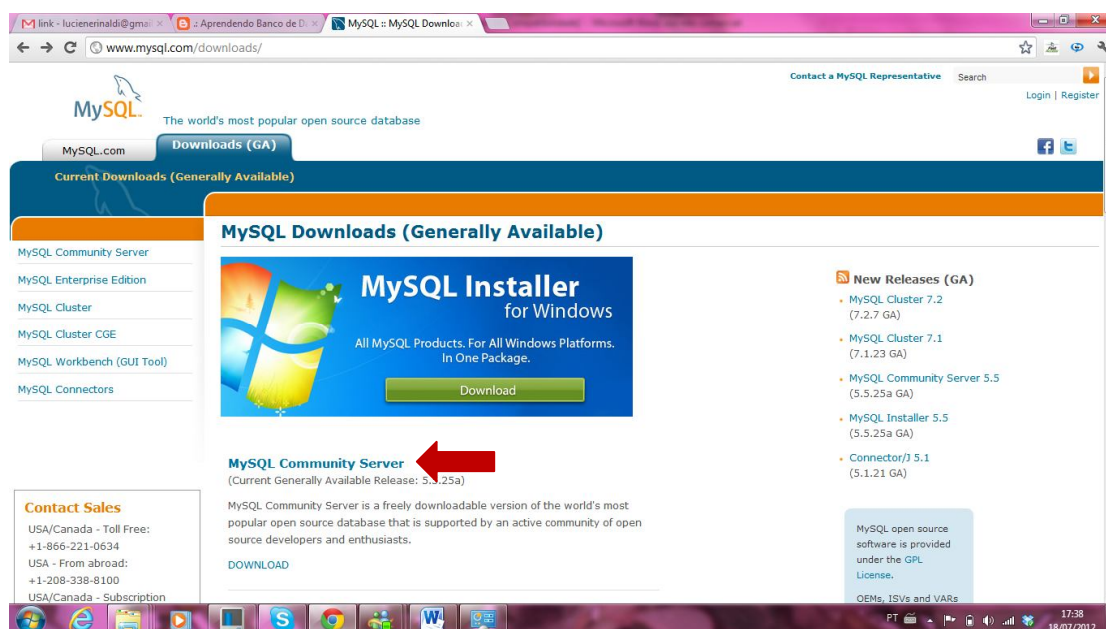 link - lucienerinaldi@gmai
.: Aprendendo Banco de D
MySQL :: MySQL Downloa
www.mysql.com/downloads/
Contact a MySQL Representative
Search
Login | Register
MySQL
The world's most popular open source database
MySQL.com
Downloads (GA)
Current Downloads (Generally Available)
MySQL Community Server
MySQL Enterprise Edition
MySQL Cluster
MySQL Cluster CGE
MySQL Workbench (GUI Tool)
MySQL Connectors
Contact Sales
USA/Canada - Toll Free:
+1-866-221-0634
USA - From abroad:
+1-208-338-8100
USA/Canada - Subscription
MySQL Downloads (Generally Available)
MySQL Installer
for Windows
All MySQL Products. For All Windows Platforms.
In One Package.
Download
MySQL Community Server
(Current Generally Available Release: 5.5.25a)
MySQL Community Server is a freely downloadable version of the world's most
popular open source database that is supported by an active community of open
source developers and enthusiasts.
DOWNLOAD
New Releases (GA)
MySQL Cluster 7.2
(7.2.7 GA)
MySQL Cluster 7.1
(7.1.23 GA)
MySQL Community Server 5.5
(5.5.25a GA)
MySQL Installer 5.5
(5.5.25a GA)
Connector/J 5.1
(5.1.21 GA)
MySQL open source
software is provided
under the GPL
License.
OEMs, ISVs and VARs
PT
17:38
18/07/2012